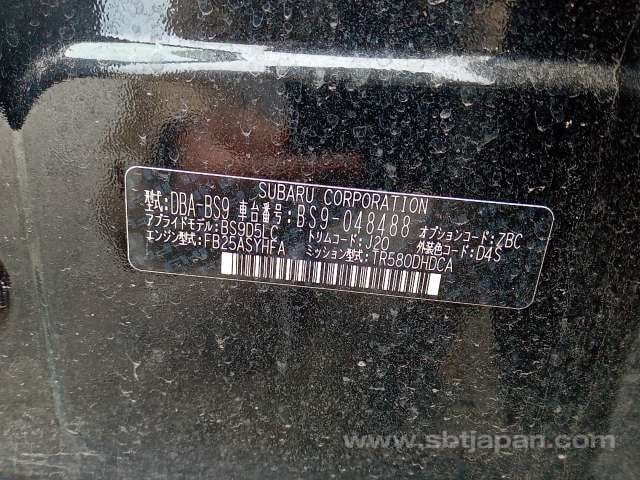 SUBARU CORPORATION
型式: DBA-BS9 車台番号: BS9-048488 オプションコード: ZBC
アプライドモデル: BS9D5LC トリムコード: J20 外装色コード: D4S
エンジン型式: FB25ASYHFA ミッション型式: TR580DHDCA
www.sbtjapan.com